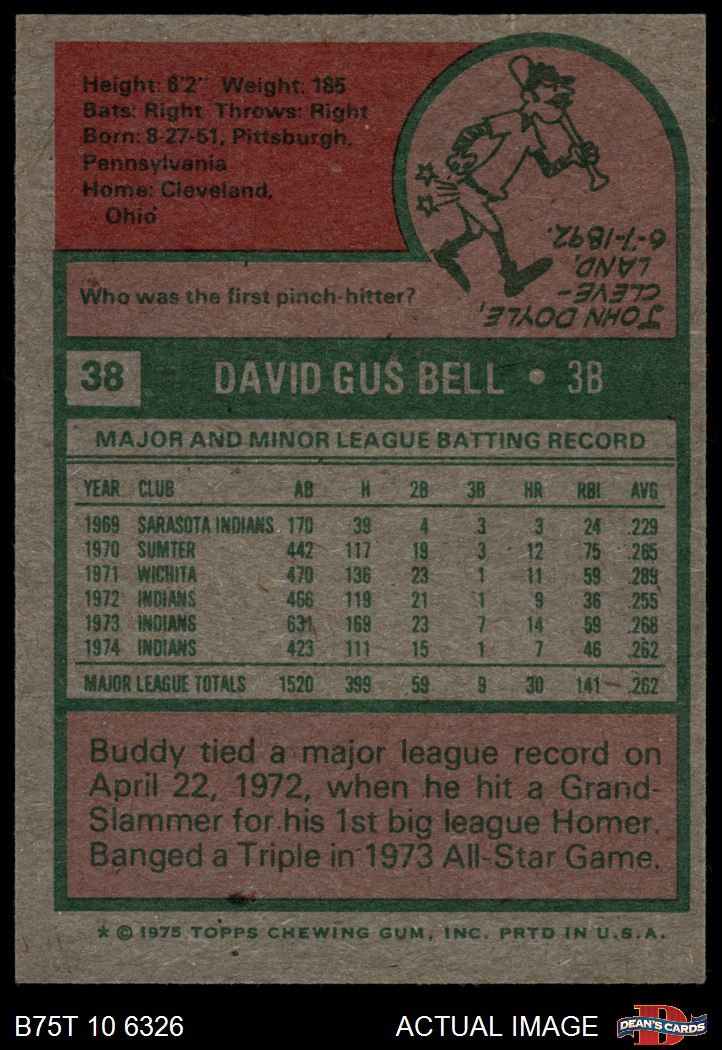 Height: 6'2" Weight: 185
Bats: Right Throws: Right
Born: 8-27-51, Pittsburgh,
Pennsylvania
Home: Cleveland,
Ohio
Who was the first pinch-hitter?
JOHN DOYLE,
CLEVE-
LAND,
6-7-1892.
38 DAVID GUS BELL • 3B
MAJOR AND MINOR LEAGUE BATTING RECORD
YEAR CLUB AB H 2B 3B HR RBI AVG
1969 SARASOTA INDIANS 170 39 4 3 3 24 .229
1970 SUMTER 442 117 19 3 12 75 .265
1971 WICHITA 470 136 23 1 11 59 .289
1972 INDIANS 466 119 21 1 9 36 .255
1973 INDIANS 631 169 23 7 14 59 .268
1974 INDIANS 423 111 15 1 7 46 .262
MAJOR LEAGUE TOTALS 1520 399 59 9 30 141 .262
Buddy tied a major league record on
April 22, 1972, when he hit a Grand-
Slammer for his 1st big league Homer.
Banged a Triple in 1973 All-Star Game.
* © 1975 TOPPS CHEWING GUM, INC. PRTD IN U.S.A.
B75T 10 6326 ACTUAL IMAGE
D
DEAN'S CARDS